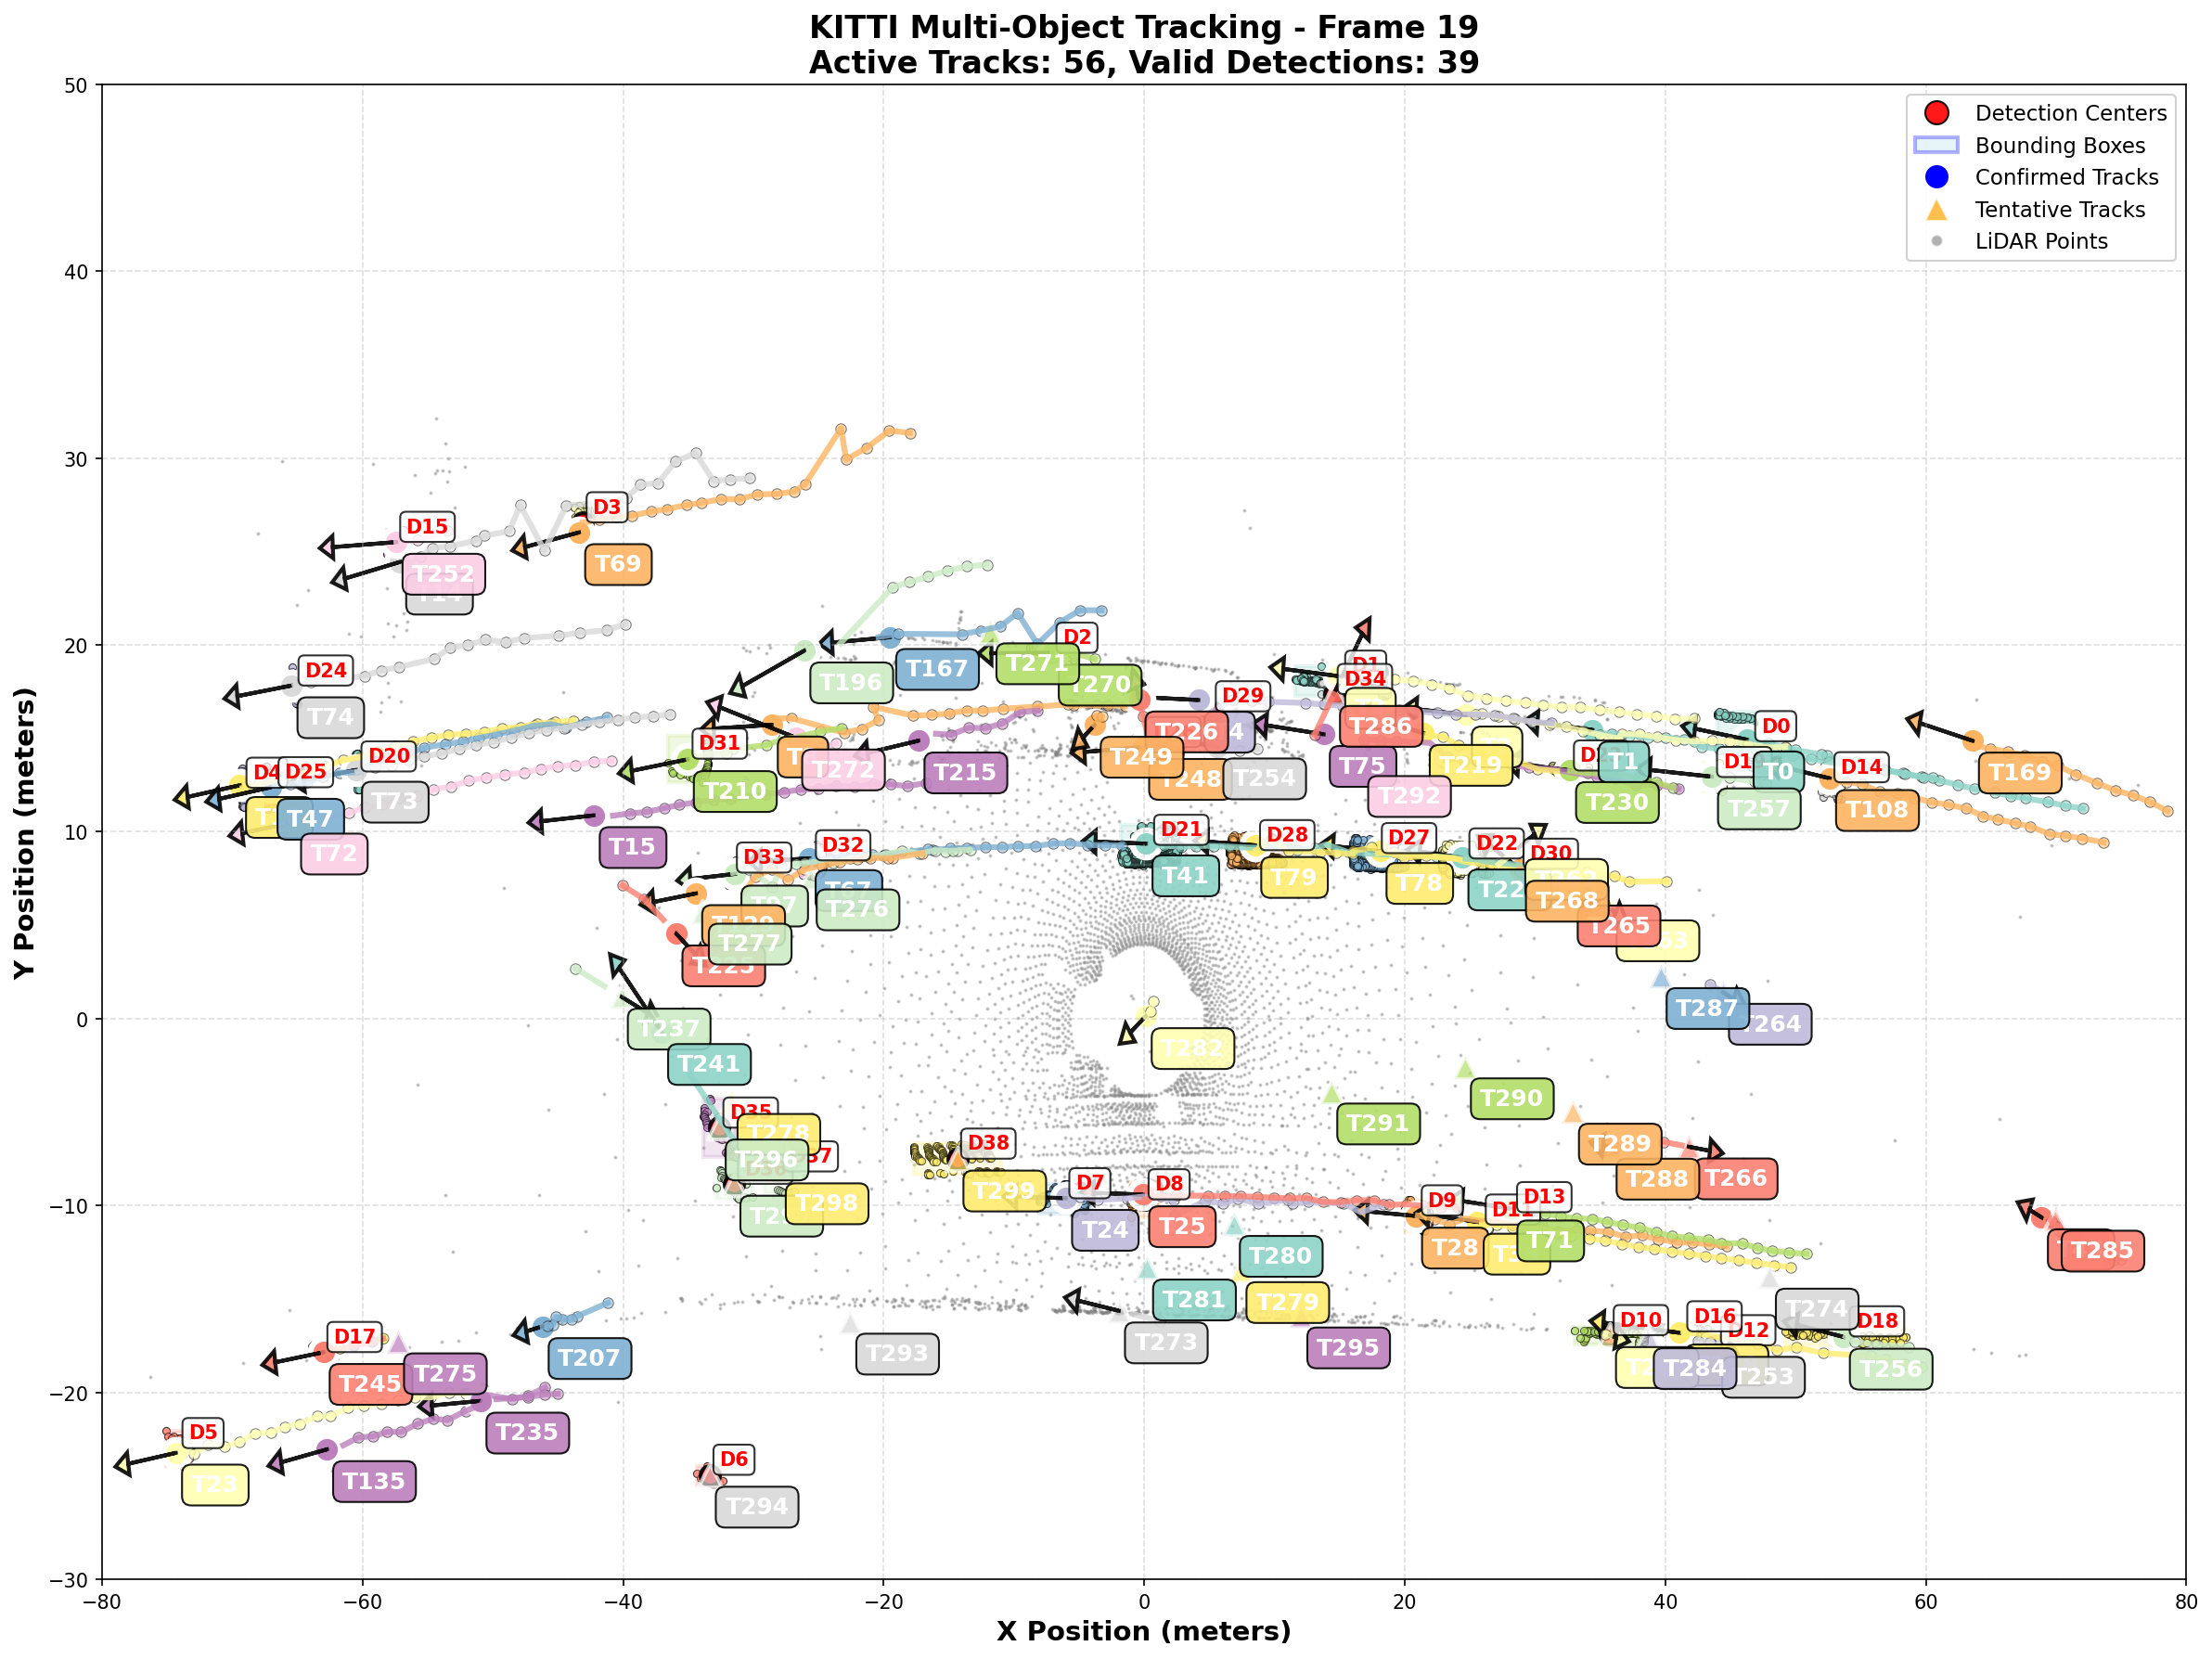 KITTI Multi-Object Tracking - Frame 19
Active Tracks: 56, Valid Detections: 39
Detection Centers
Bounding Boxes
Confirmed Tracks
Tentative Tracks
LiDAR Points
Y Position (meters)
50
40
30
20
10
0
−10
−20
−30
D3
D15
T69
T252
D2
T271
T167
T196
T270
D24
T74
D1
D34
D29
T286
T226
D0
D31
T249
T272
T215
T75
T219
T1
T0
D14
T169
D20
D25
T73
T210
T248
T254
T292
T230
T257
T108
T47
T15
T72
D21
D28
D27
D22
D30
D32
D33
T41
T79
T78
T268
T276
T265
T277
T225
T237
T241
T282
T287
T264
T290
T291
D35
T278
T296
D38
T289
T288
T266
T299
T298
D7
D8
D9
D13
T24
T25
T28
T71
T285
T280
T281
T279
T273
T295
T293
T274
D10
D16
D12
D18
T284
T253
T256
D17
T207
T245
T275
T235
D5
T23
T135
D6
T294
−80
−60
−40
−20
0
20
40
60
80
X Position (meters)